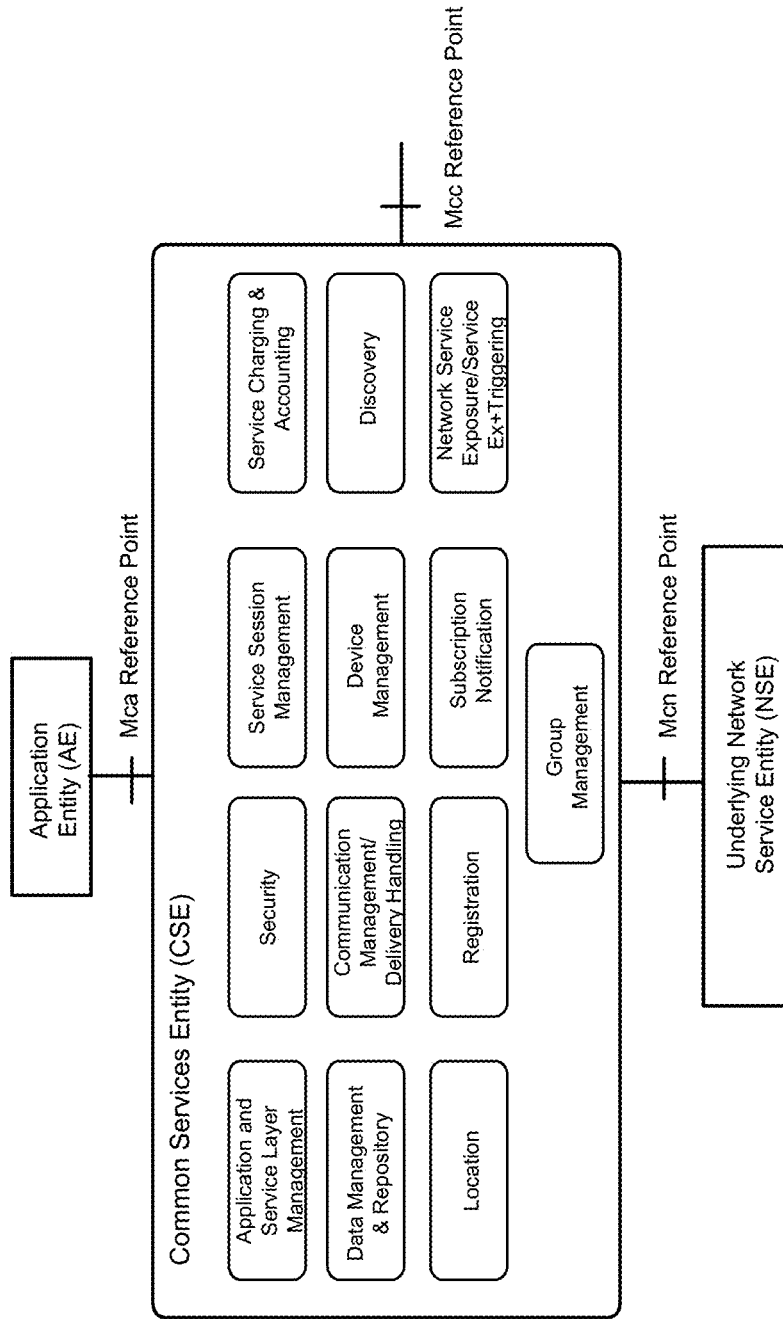 Application
Entity (AE)
Mca Reference Point
Common Services Entity (CSE)
Application and
Service Layer
Management
Security
Service Session
Management
Service Charging &
Accounting
Data Management
& Repository
Communication
Management/
Delivery Handling
Device
Management
Discovery
Location
Registration
Subscription
Notification
Network Service
Exposure/Service
Ex+Triggering
Group
Management
Mcc Reference Point
Mcn Reference Point
Underlying Network
Service Entity (NSE)